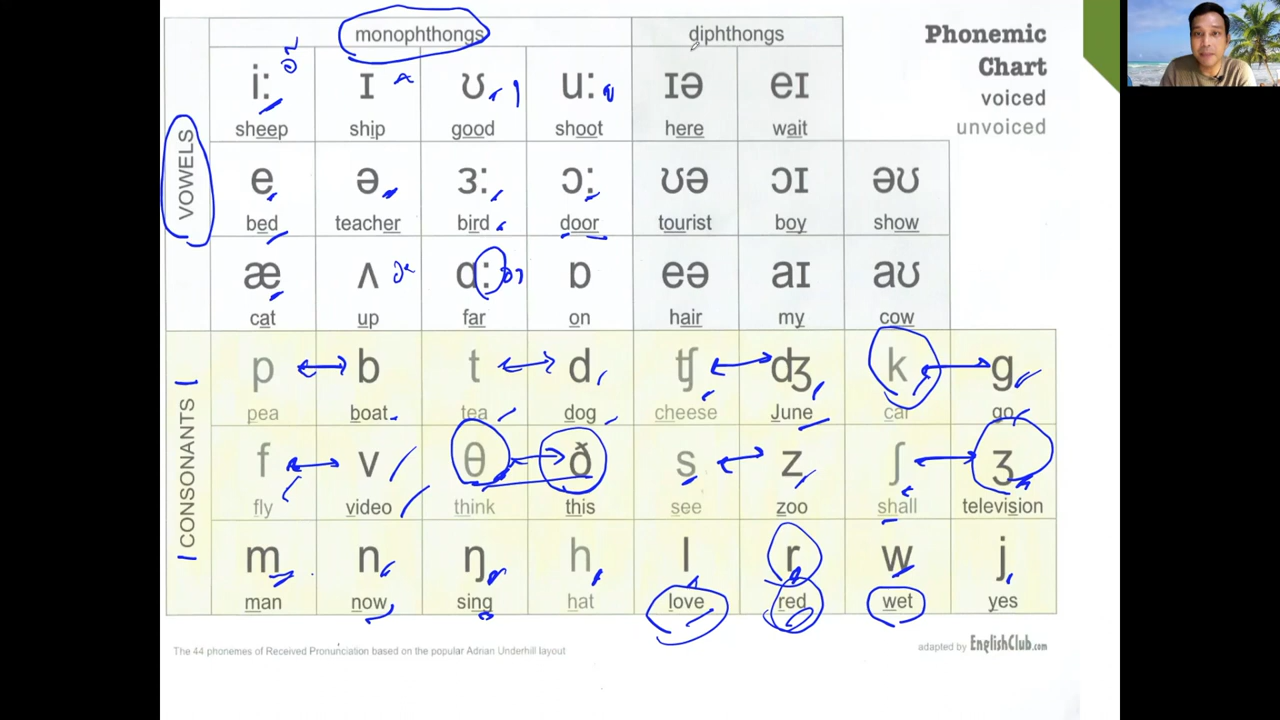 monophthongs diphthongs
Phonemic
Chart
voiced
unvoiced
VOWELS
iː ɪ ʊ uː ɪə eɪ
sheep ship good shoot here wait
e ə ɜː ɔː ʊə ɔɪ əʊ
bed teacher bird door tourist boy show
æ ʌ ɑː ɒ eə aɪ aʊ
cat up far on hair my cow
CONSONANTS
p b t d ʧ ʤ k g
pea boat tea dog cheese June car go
f v θ ð s z ʃ ʒ
fly video think this see zoo shall television
m n ŋ h l r w j
man now sing hat love red wet yes
The 44 phonemes of Received Pronunciation based on the popular Adrian Underhill layout
adapted by EnglishClub.com